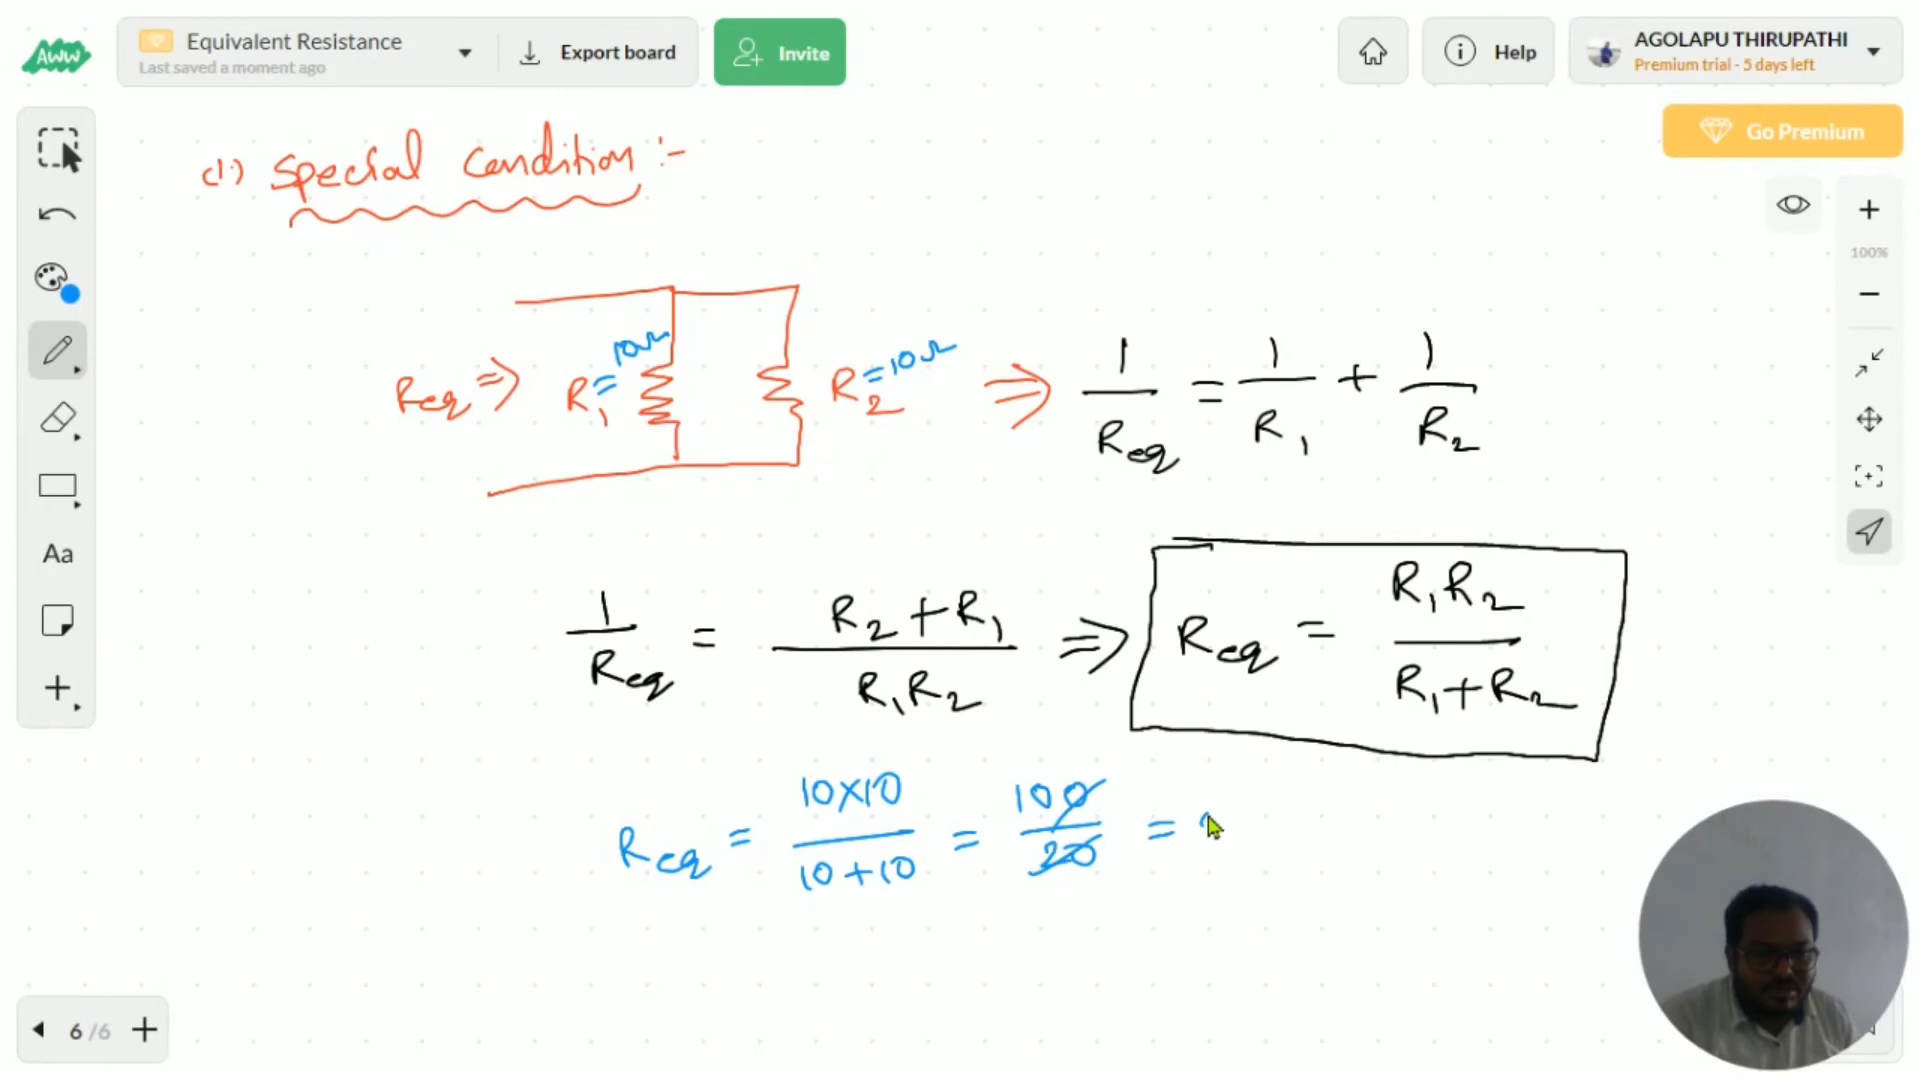 AWW
Equivalent Resistance
Last saved a moment ago
Export board
Invite
Help
AGOLAPU THIRUPATHI
Premium trial - 5 days left
Go Premium
100%
Aa
(1.) Special Condition :-
Req => R1 = 10Ω R2 = 10Ω => 1/Req = 1/R1 + 1/R2
1/Req = R2 + R1 / R1R2 => Req = R1R2 / R1+R2
Req = 10×10 / 10+10 = 100 / 20 =
6 /6